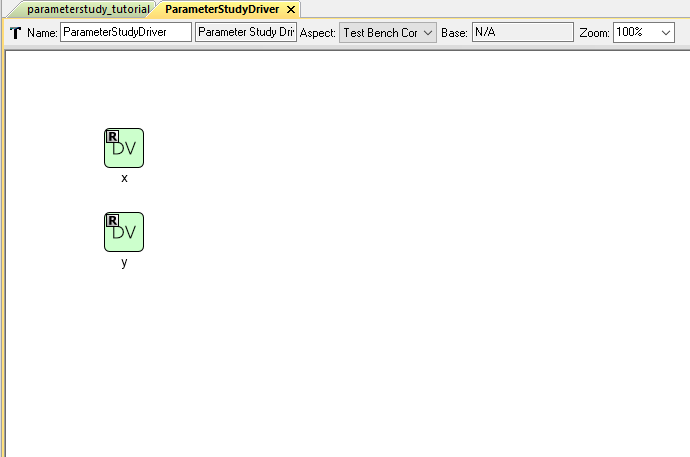 parameterstudy_tutorial ParameterStudyDriver
T Name: ParameterStudyDriver Parameter Study Dri Aspect: Test Bench Cor Base: N/A Zoom: 100%
R
DV
x
R
DV
y